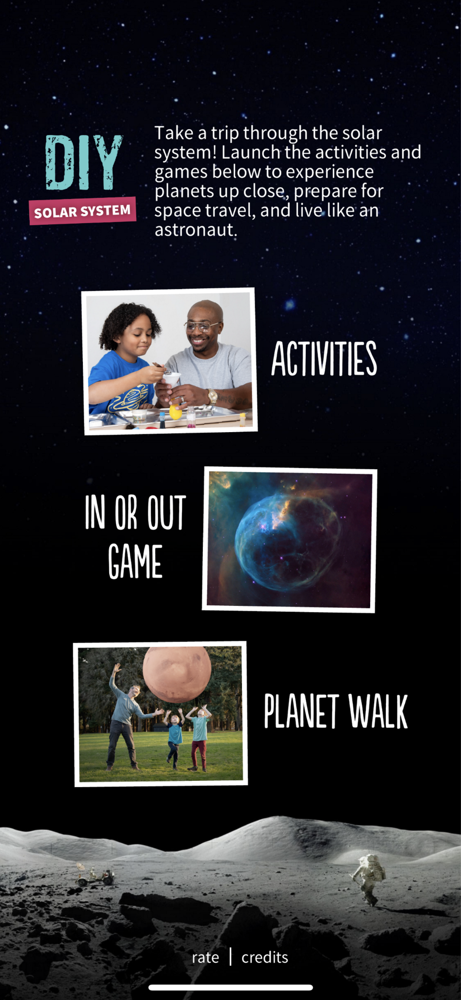 DIY
SOLAR SYSTEM
Take a trip through the solar
system! Launch the activities and
games below to experience
planets up close, prepare for
space travel, and live like an
astronaut.
ACTIVITIES
IN OR OUT
GAME
PLANET WALK
rate | credits